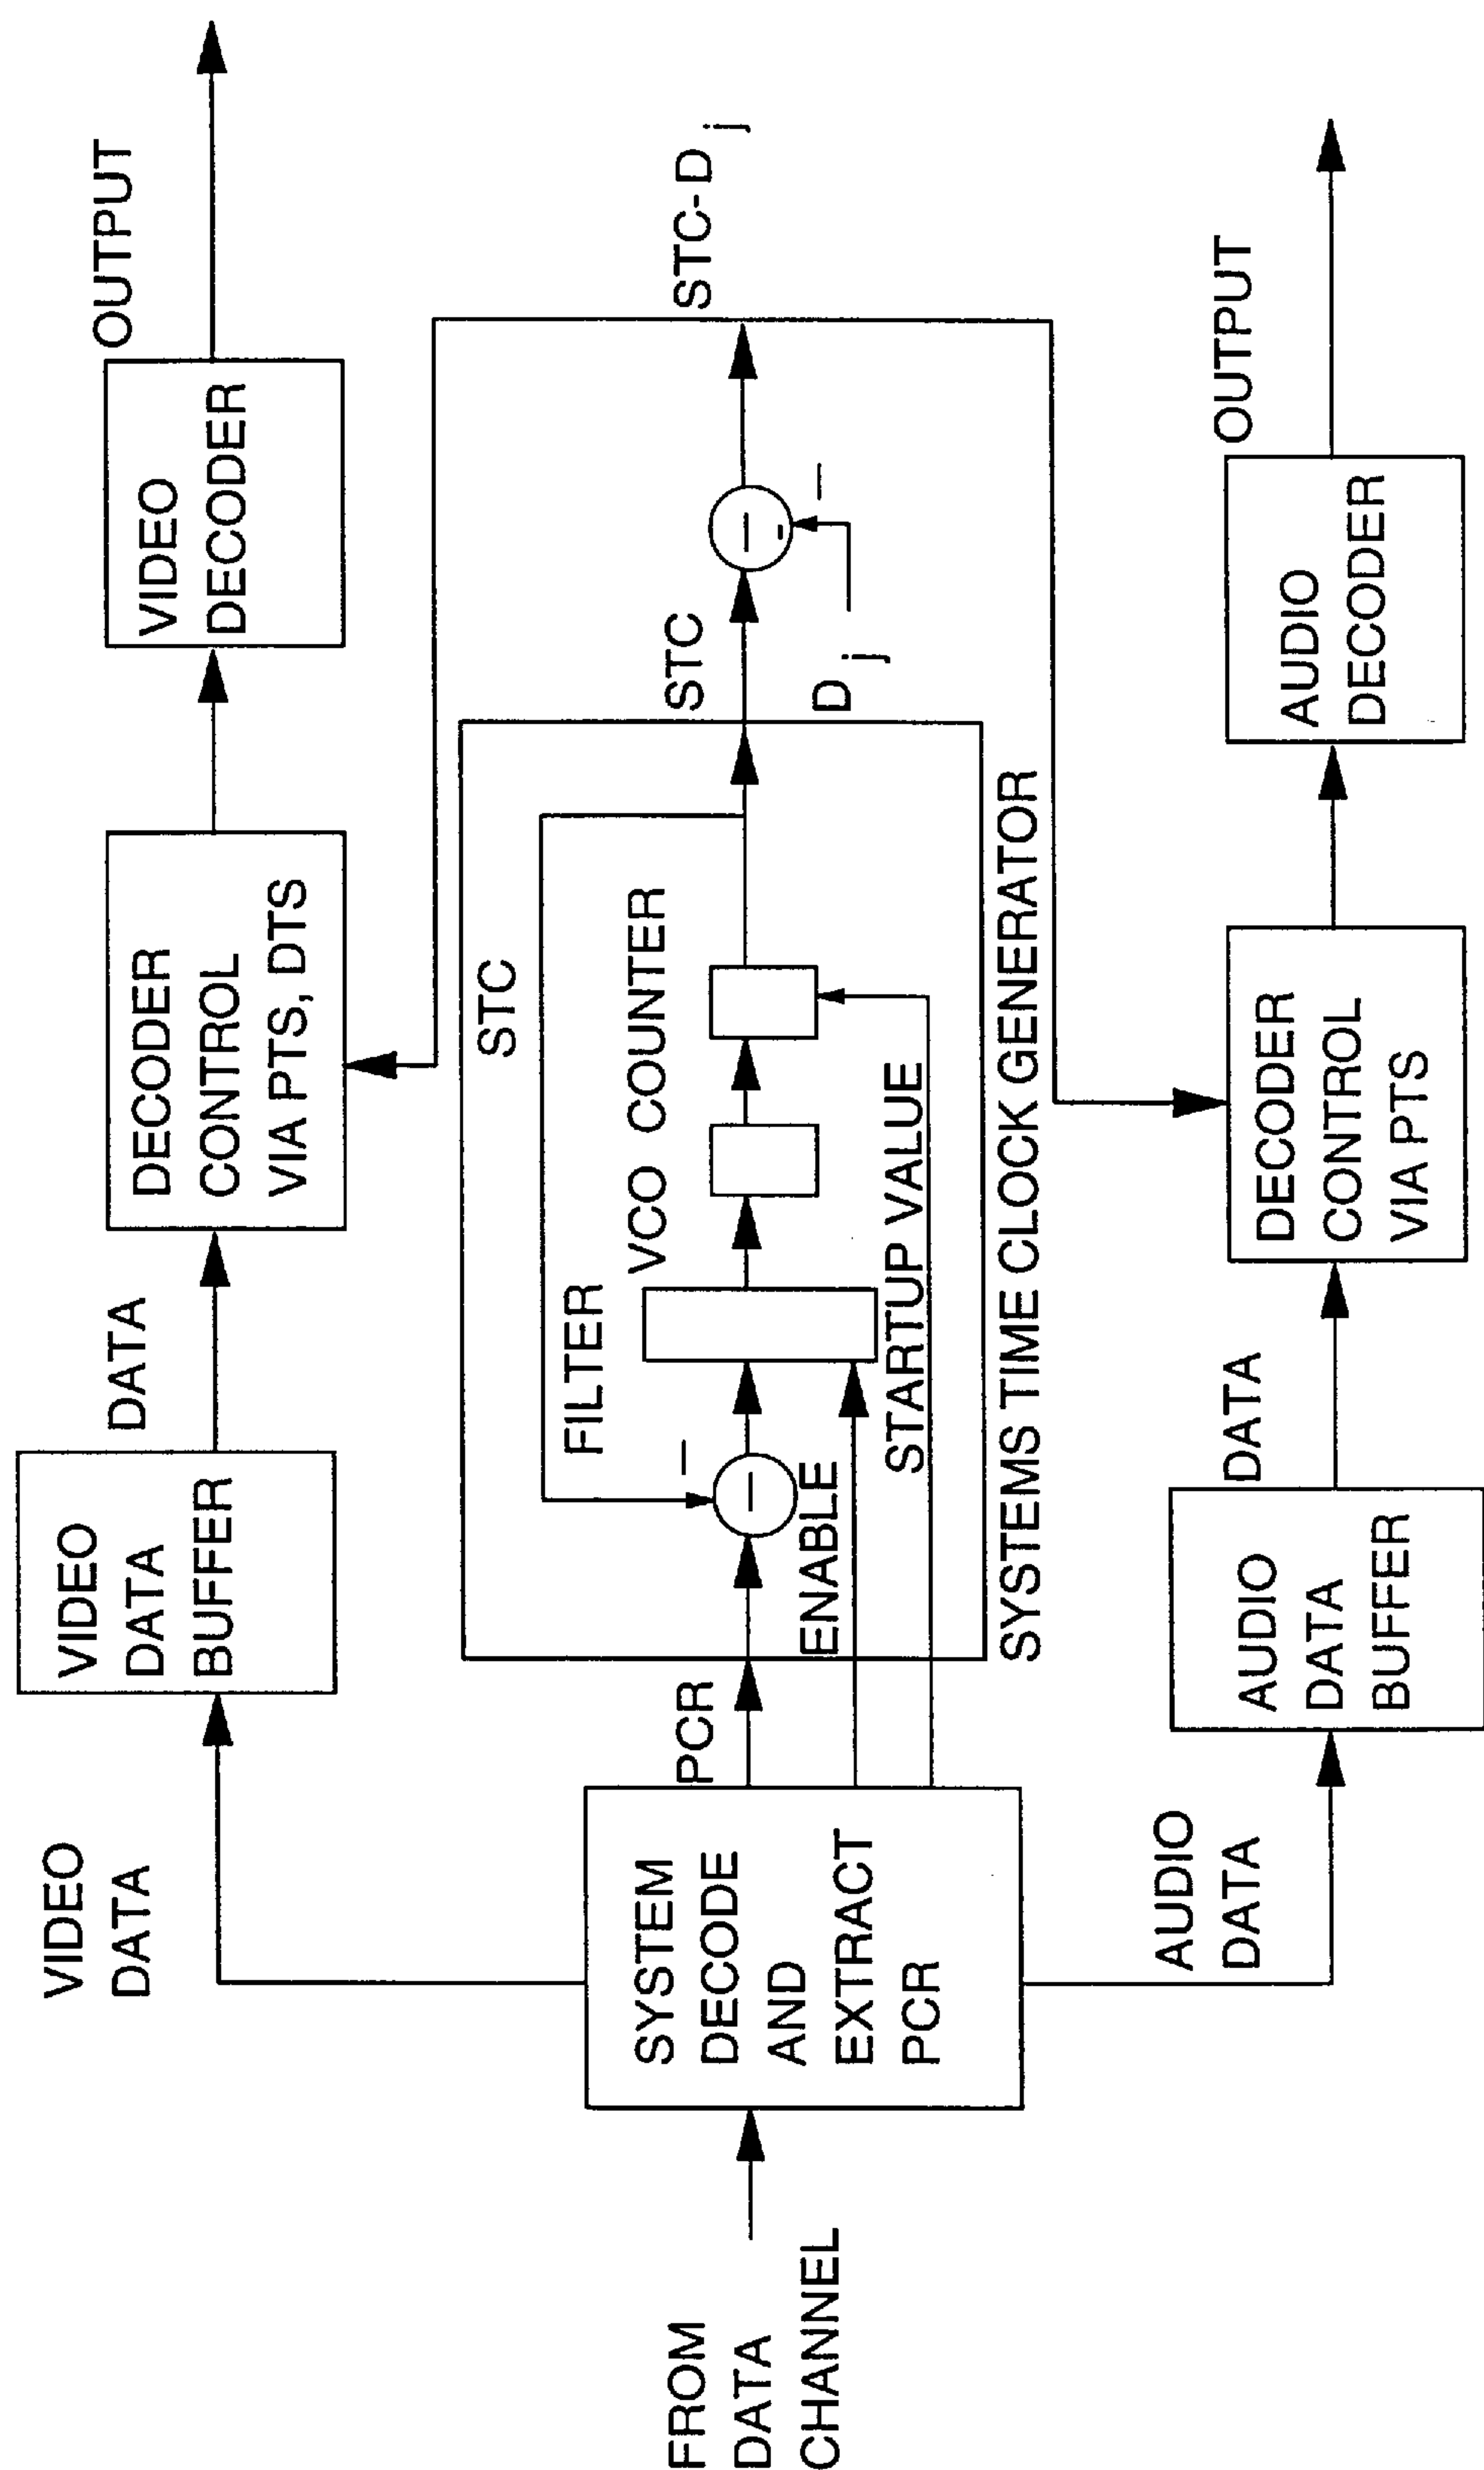 VIDEO
DATA
VIDEO
DATA
BUFFER
DATA
DECODER
CONTROL
VIA PTS, DTS
VIDEO
DECODER
OUTPUT
FROM
DATA
CHANNEL
SYSTEM
DECODE
AND
EXTRACT
PCR
PCR
STC
FILTER
VCO COUNTER
–
–
ENABLE
STARTUP VALUE
SYSTEMS TIME CLOCK GENERATOR
STC
D j
–
–
STC-D j
AUDIO
DATA
AUDIO
DATA
BUFFER
DATA
DECODER
CONTROL
VIA PTS
AUDIO
DECODER
OUTPUT